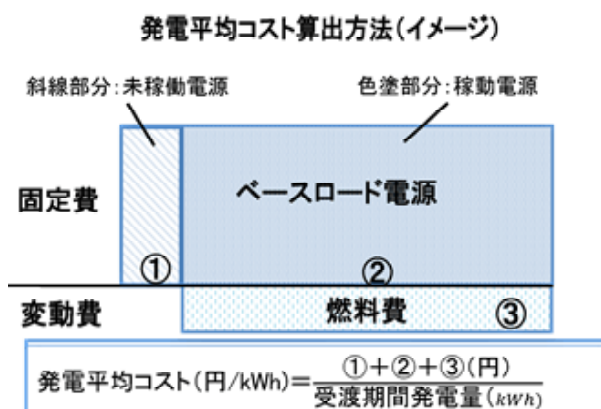 発電平均コスト算出方法(イメージ)
斜線部分:未稼働電源
色塗部分:稼動電源
固定費
ベースロード電源
①
②
変動費
燃料費
③
発電平均コスト(円/kWh)=①+②+③(円)
受渡期間発電量(kWh)